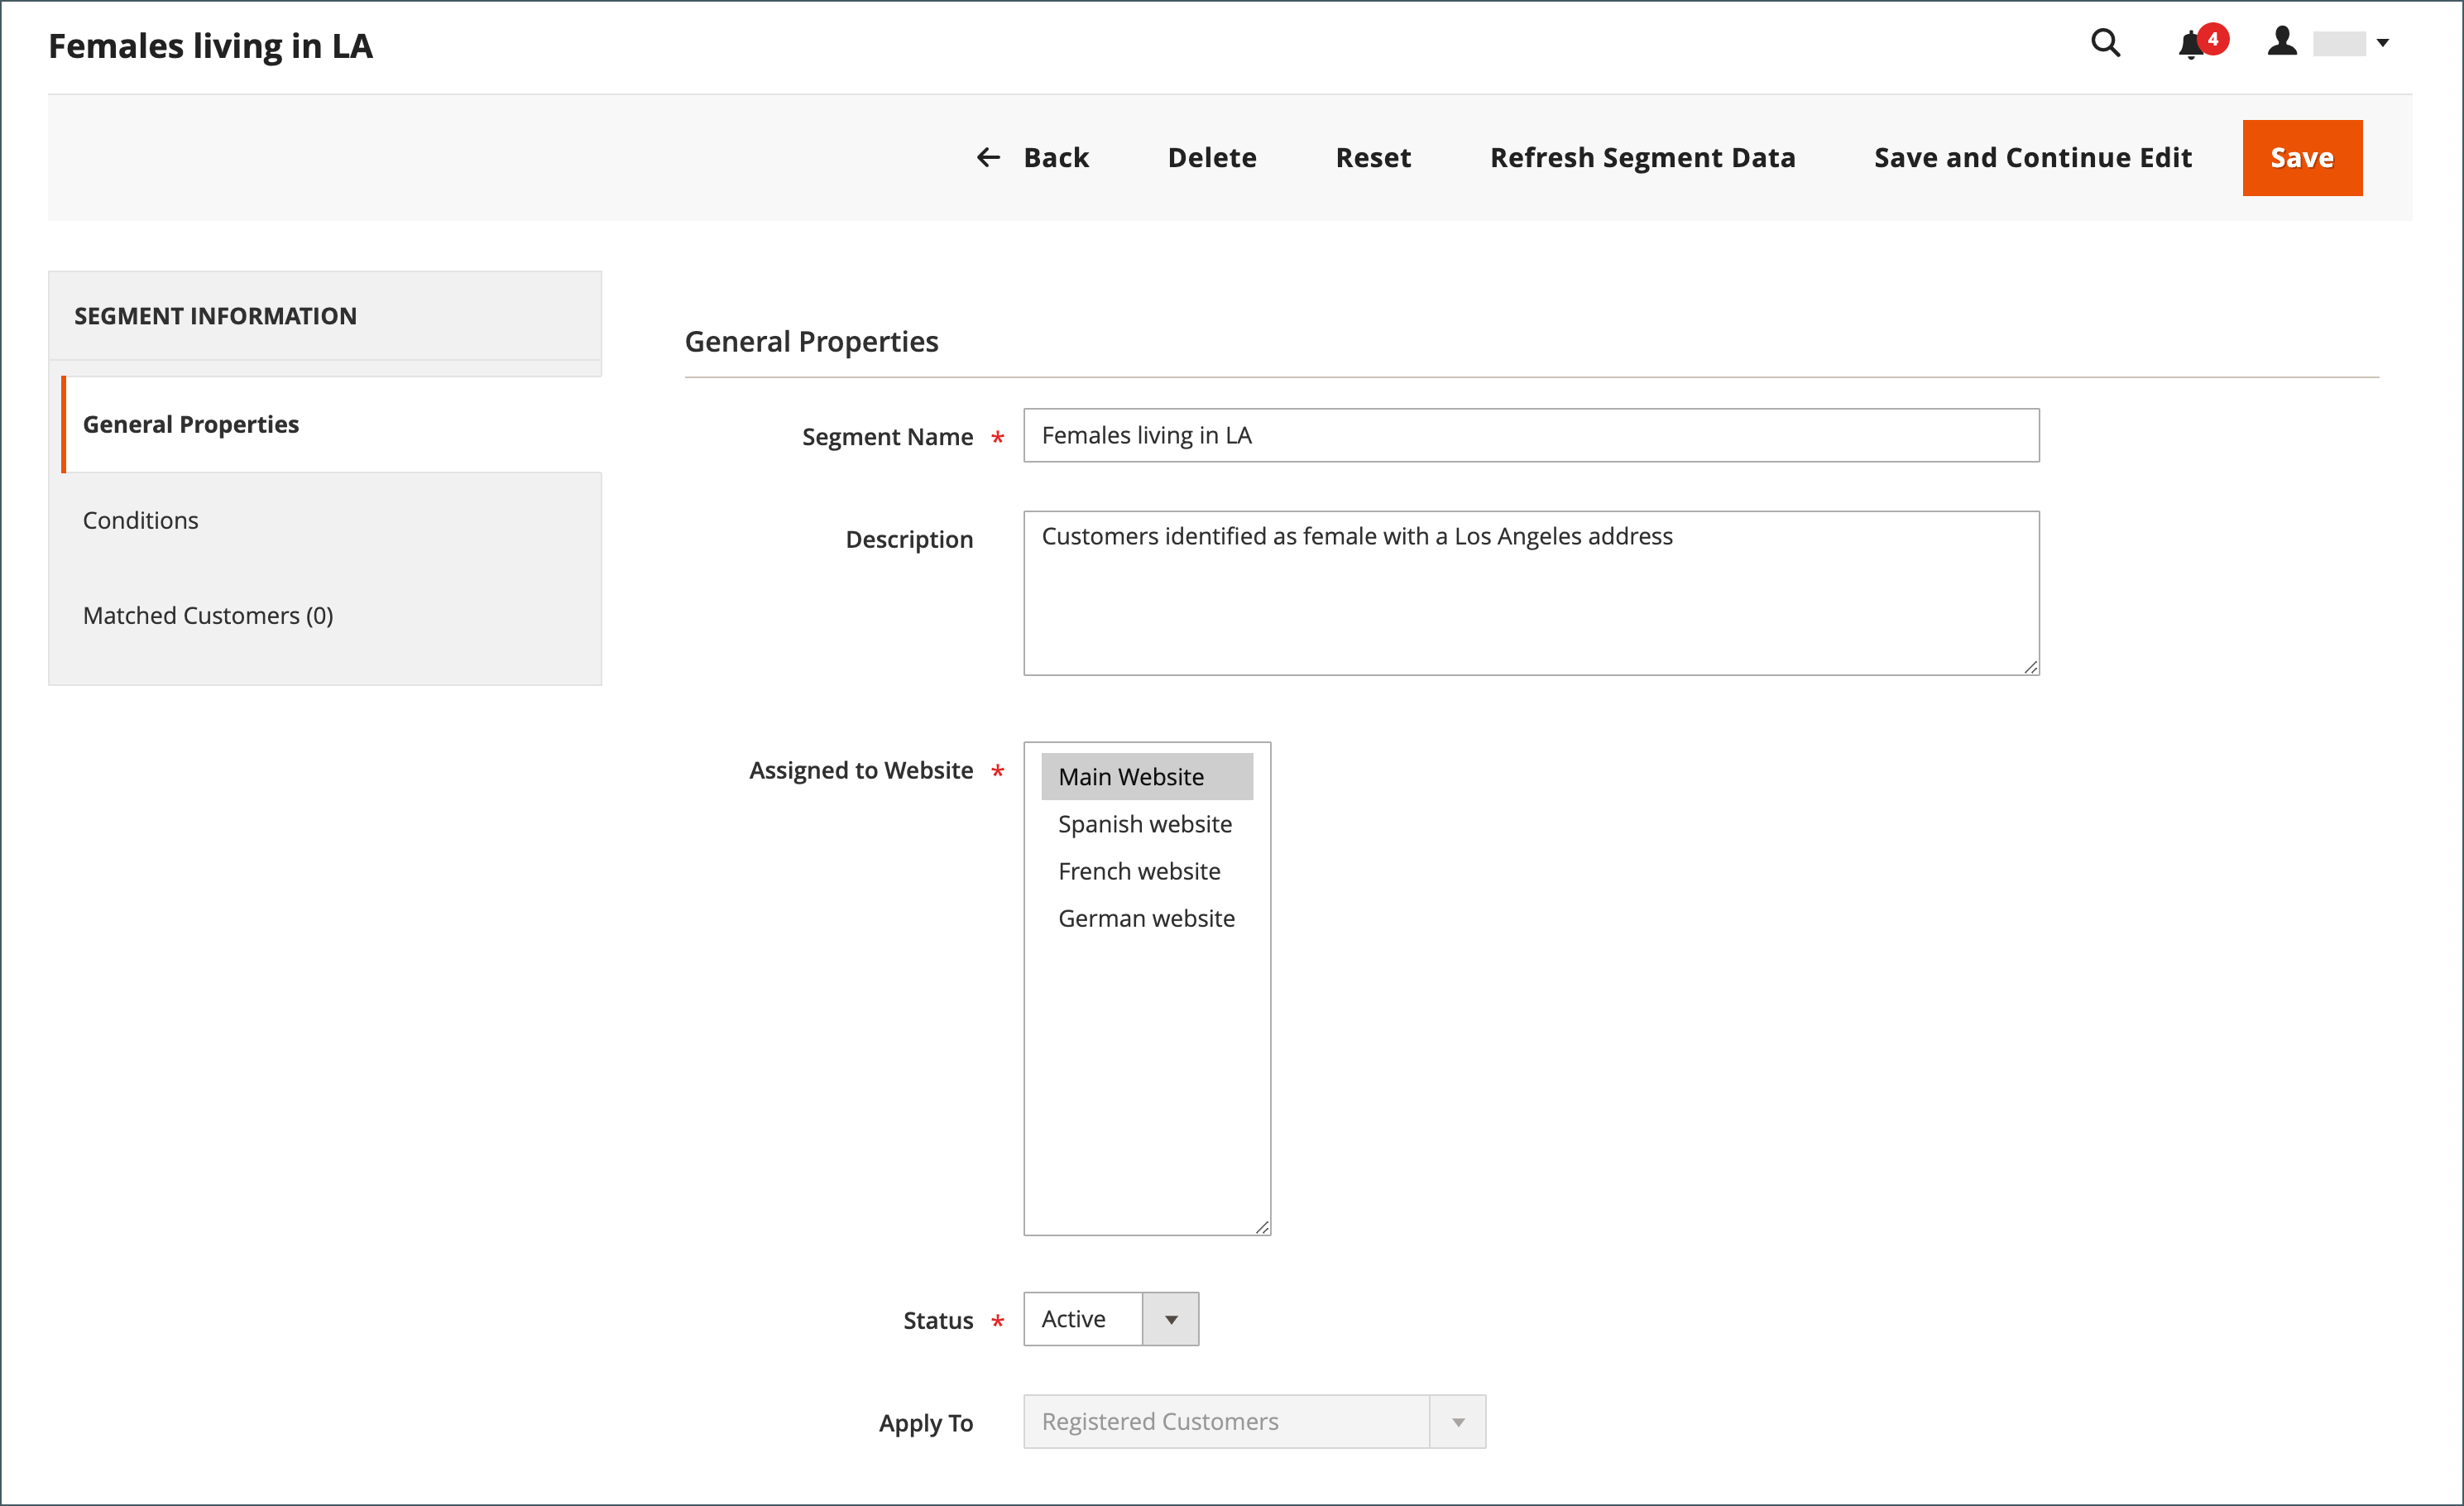 Females living in LA
4
Back Delete Reset Refresh Segment Data Save and Continue Edit Save
SEGMENT INFORMATION
General Properties
Conditions
Matched Customers (0)
General Properties
Segment Name * Females living in LA
Description Customers identified as female with a Los Angeles address
Assigned to Website * Main Website
Spanish website
French website
German website
Status * Active
Apply To Registered Customers